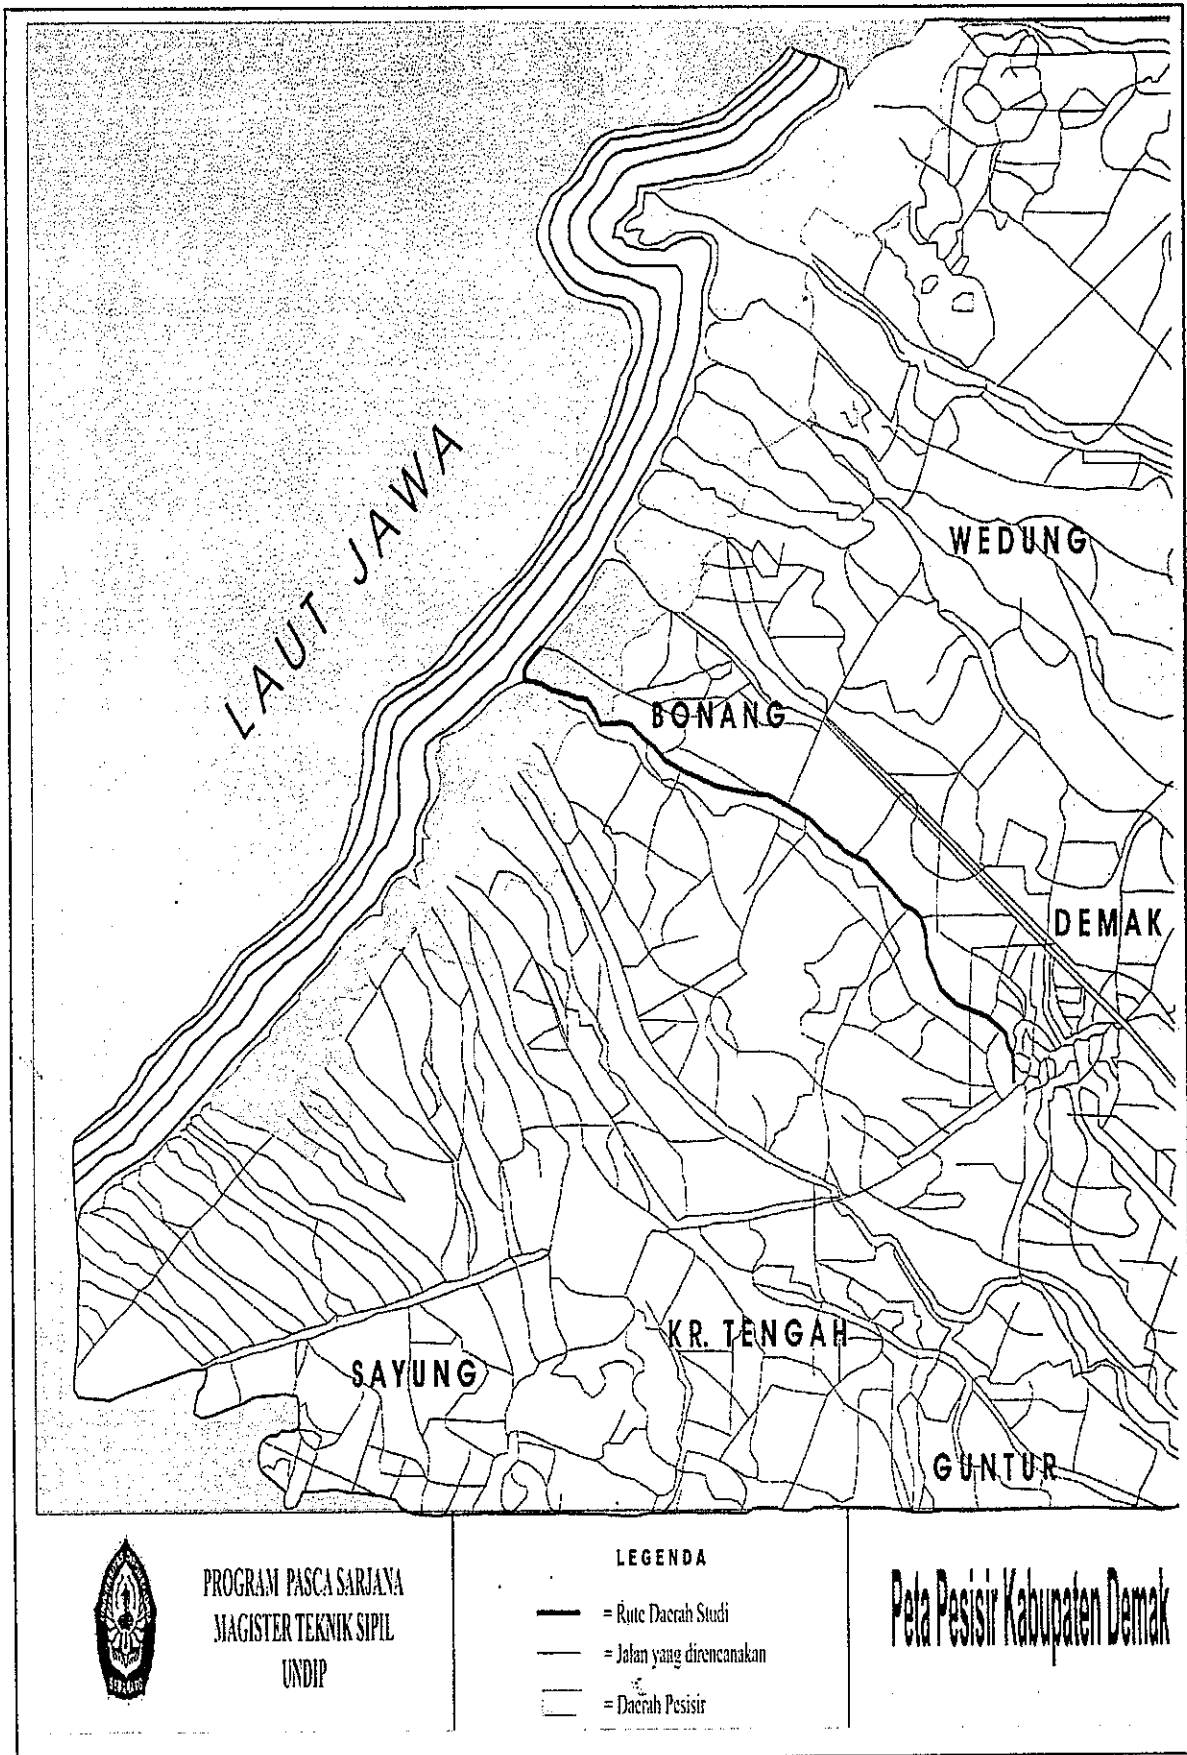 LAUT JAWA
WEDUNG
BONANG
DEMAK
KR. TENGAH
SAYUNG
GUNTUR
PROGRAM PASCA SARJANA
MAGISTER TEKNIK SIPIL
UNDIP
LEGENDA
= Rute Daerah Studi
= Jalan yang direncanakan
= Daerah Pesisir
Peta Pesisir Kabupaten Demak